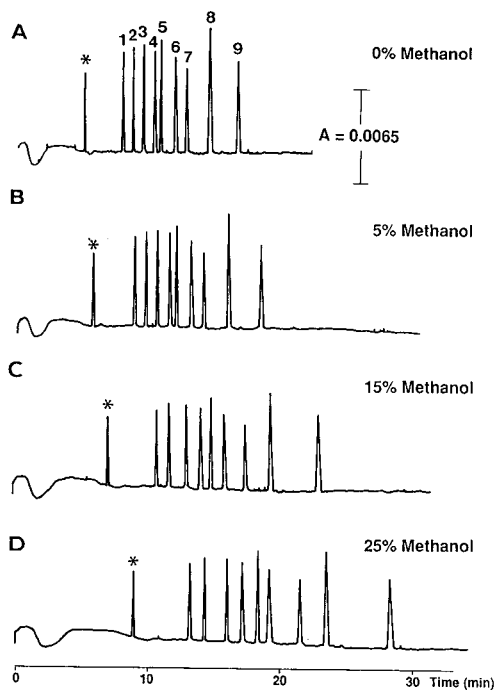 A
*
1 2 3 4 5 6 7 8 9
0% Methanol
A = 0.0065
B
*
5% Methanol
C
*
15% Methanol
D
*
25% Methanol
0 10 20 30 Time (min)